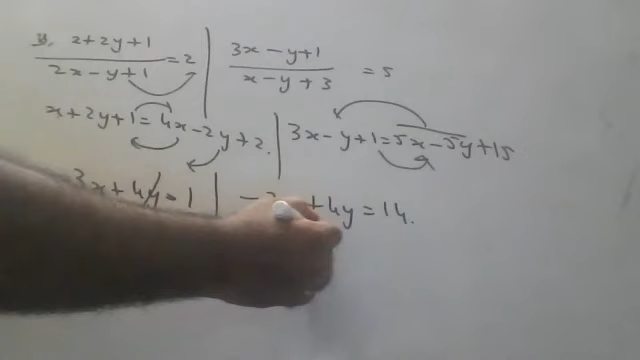 x+2y+1 / 2x-y+1 = 2
3x-y+1 / x-y+3 = 5
x+2y+1=4x-2y+2.
3x-y+1=5x-5y+15
3x+4y=1
+4y=14.